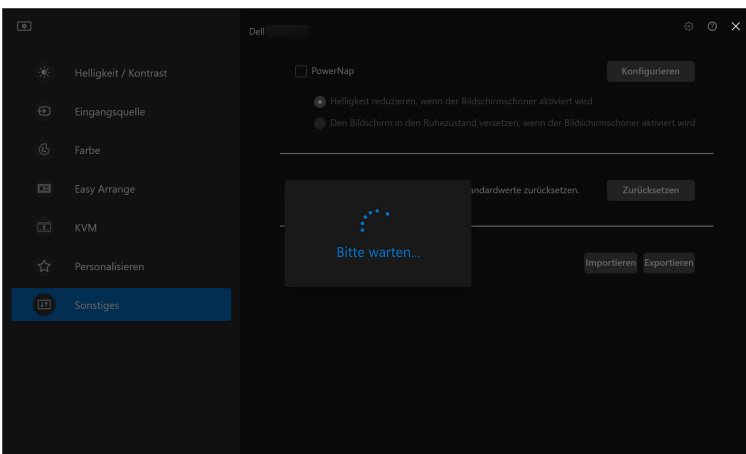 Dell
Helligkeit / Kontrast
Eingangsquelle
Farbe
Easy Arrange
KVM
Personalisieren
Sonstiges
PowerNap
Konfigurieren
Helligkeit reduzieren, wenn der Bildschirmschoner aktiviert wird
Den Bildschirm in den Ruhezustand versetzen, wenn der Bildschirmschoner aktiviert wird
zurücksetzen.
Zurücksetzen
Bitte warten...
Importieren
Exportieren